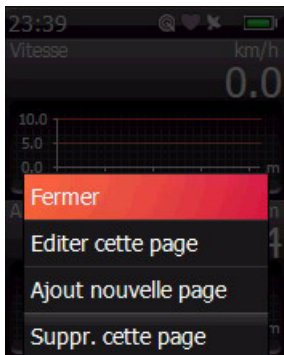 23:39
Vitesse km/h
0.0
10.0
5.0
0.0 m
Fermer
Editer cette page
Ajout nouvelle page
Suppr. cette page